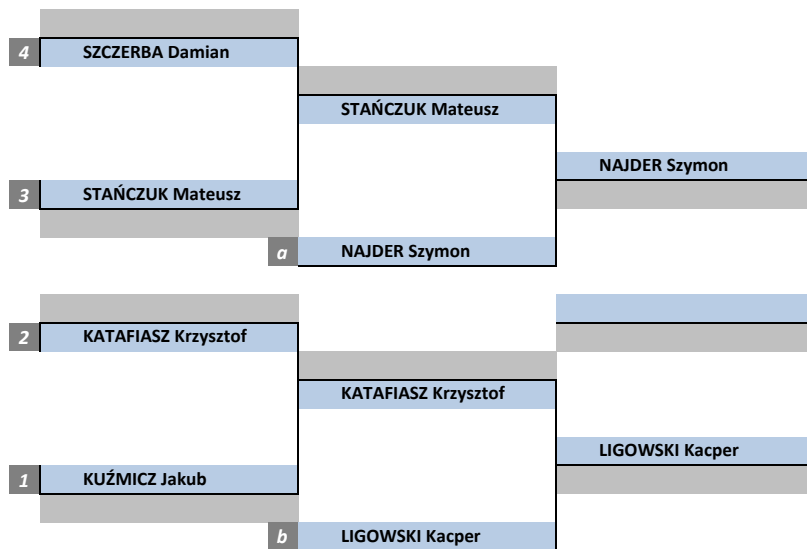 4 SZCZERBA Damian
STAŃCZUK Mateusz
NAJDER Szymon
3 STAŃCZUK Mateusz
a NAJDER Szymon
2 KATAFIASZ Krzysztof
KATAFIASZ Krzysztof
LIGOWSKI Kacper
1 KUŹMICZ Jakub
b LIGOWSKI Kacper